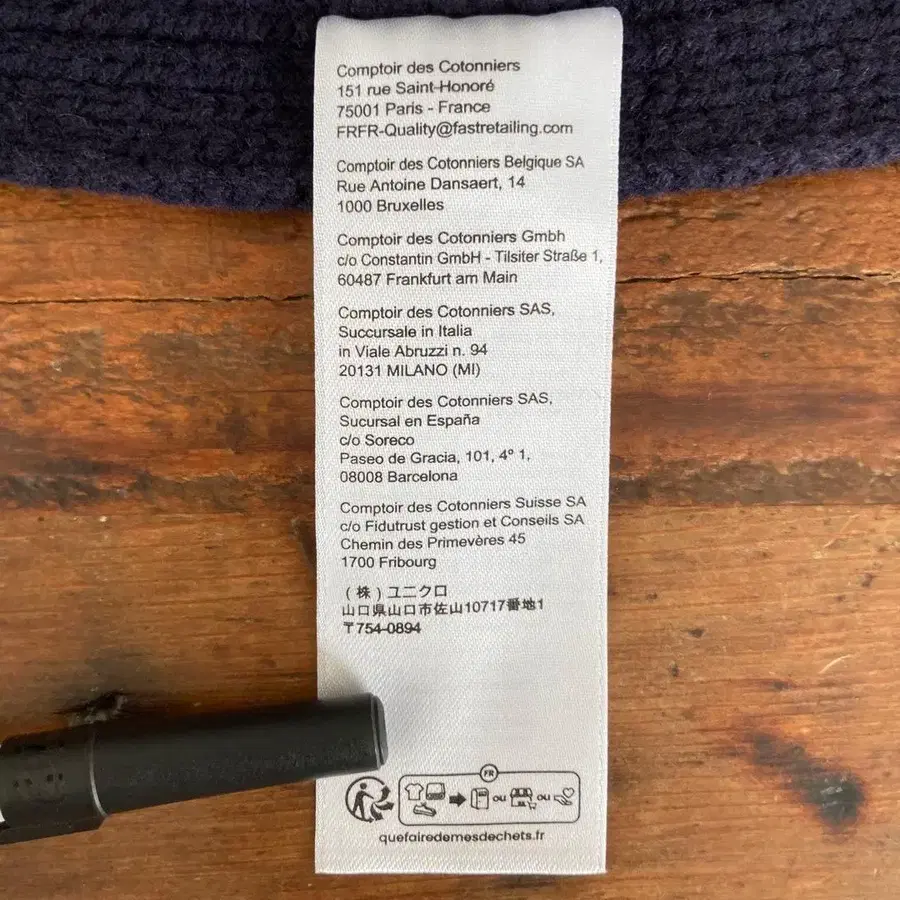 Comptoir des Cotonniers
151 rue Saint-Honoré
75001 Paris - France
FRFR-Quality@fastretailing.com
Comptoir des Cotonniers Belgique SA
Rue Antoine Dansaert, 14
1000 Bruxelles
Comptoir des Cotonniers Gmbh
c/o Constantin GmbH - Tilsiter Straße 1,
60487 Frankfurt am Main
Comptoir des Cotonniers SAS,
Succursale in Italia
in Viale Abruzzi n. 94
20131 MILANO (MI)
Comptoir des Cotonniers SAS,
Sucursal en España
c/o Soreco
Paseo de Gracia, 101, 4º 1,
08008 Barcelona
Comptoir des Cotonniers Suisse SA
c/o Fidutrust gestion et Conseils SA
Chemin des Primevères 45
1700 Fribourg
(株)ユニクロ
山口県山口市佐山10717番地1
〒754-0894
FR
OU OU
quefairedemesdechets.fr